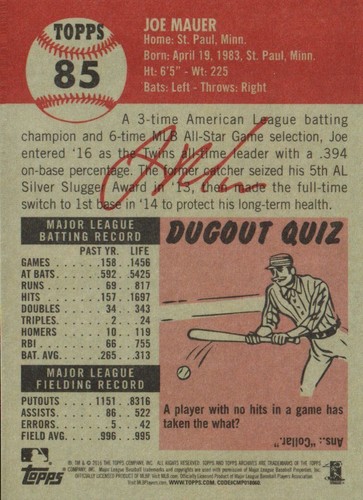 TOPPS
85
JOE MAUER
Home: St. Paul, Minn.
Born: April 19, 1983, St. Paul, Minn.
Ht: 6'5" - Wt: 225
Bats: Left - Throws: Right
A 3-time American League batting
champion and 6-time MLB All-Star Game selection, Joe
entered '16 as the Twins all-time leader with a .394
on-base percentage. The former catcher seized his 5th AL
Silver Slugger Award in '13, then made the full-time
switch to 1st base in '14 to protect his long-term health.
MAJOR LEAGUE
BATTING RECORD
PAST YR. LIFE
GAMES .158 .1456
AT BATS .592 .5425
RUNS .69 .817
HITS .157 .1697
DOUBLES .34 .343
TRIPLES .2 .24
HOMERS .10 .119
RBI .66 .755
BAT. AVG. .265 .313
MAJOR LEAGUE
FIELDING RECORD
PUTOUTS 1151 .8316
ASSISTS .86 .522
ERRORS .5 .42
FIELD AVG. .996 .995
DUGOUT QUIZ
A player with no hits in a game has
taken the what?
Ans.: "Collar."
Topps
WWW.TOPPS.COM